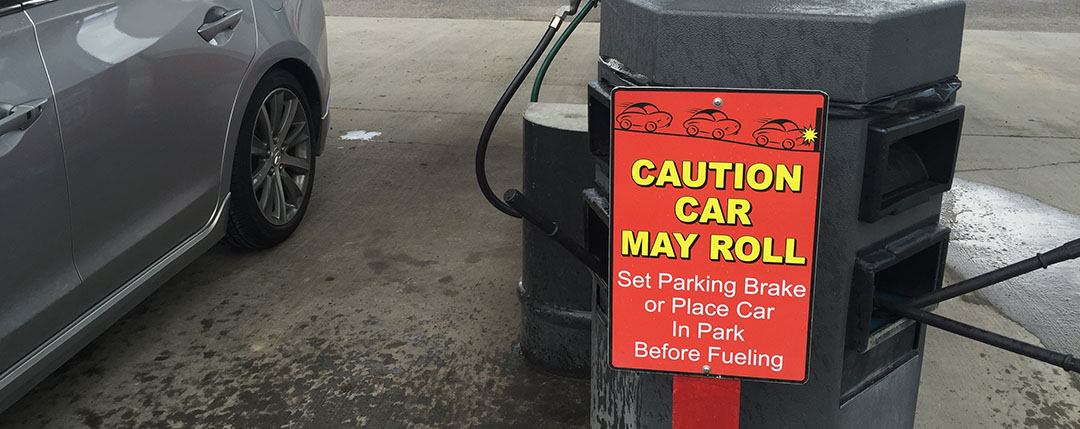 CAUTION
CAR
MAY ROLL
Set Parking Brake
or Place Car
In Park
Before Fueling